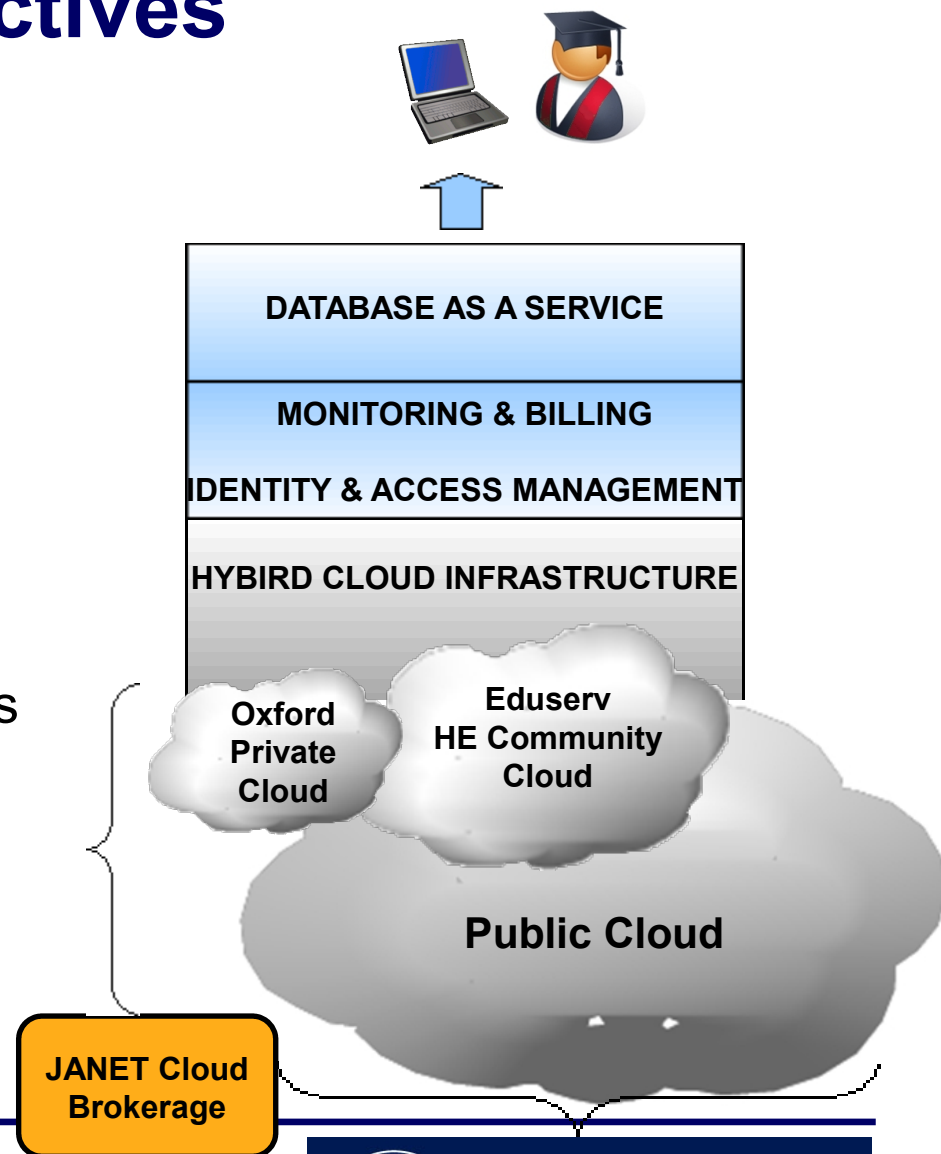 ctives
DATABASE AS A SERVICE
MONITORING & BILLING
IDENTITY & ACCESS MANAGEMENT
HYBIRD CLOUD INFRASTRUCTURE
s
Oxford
Private
Cloud
Eduserv
HE Community
Cloud
Public Cloud
JANET Cloud
Brokerage